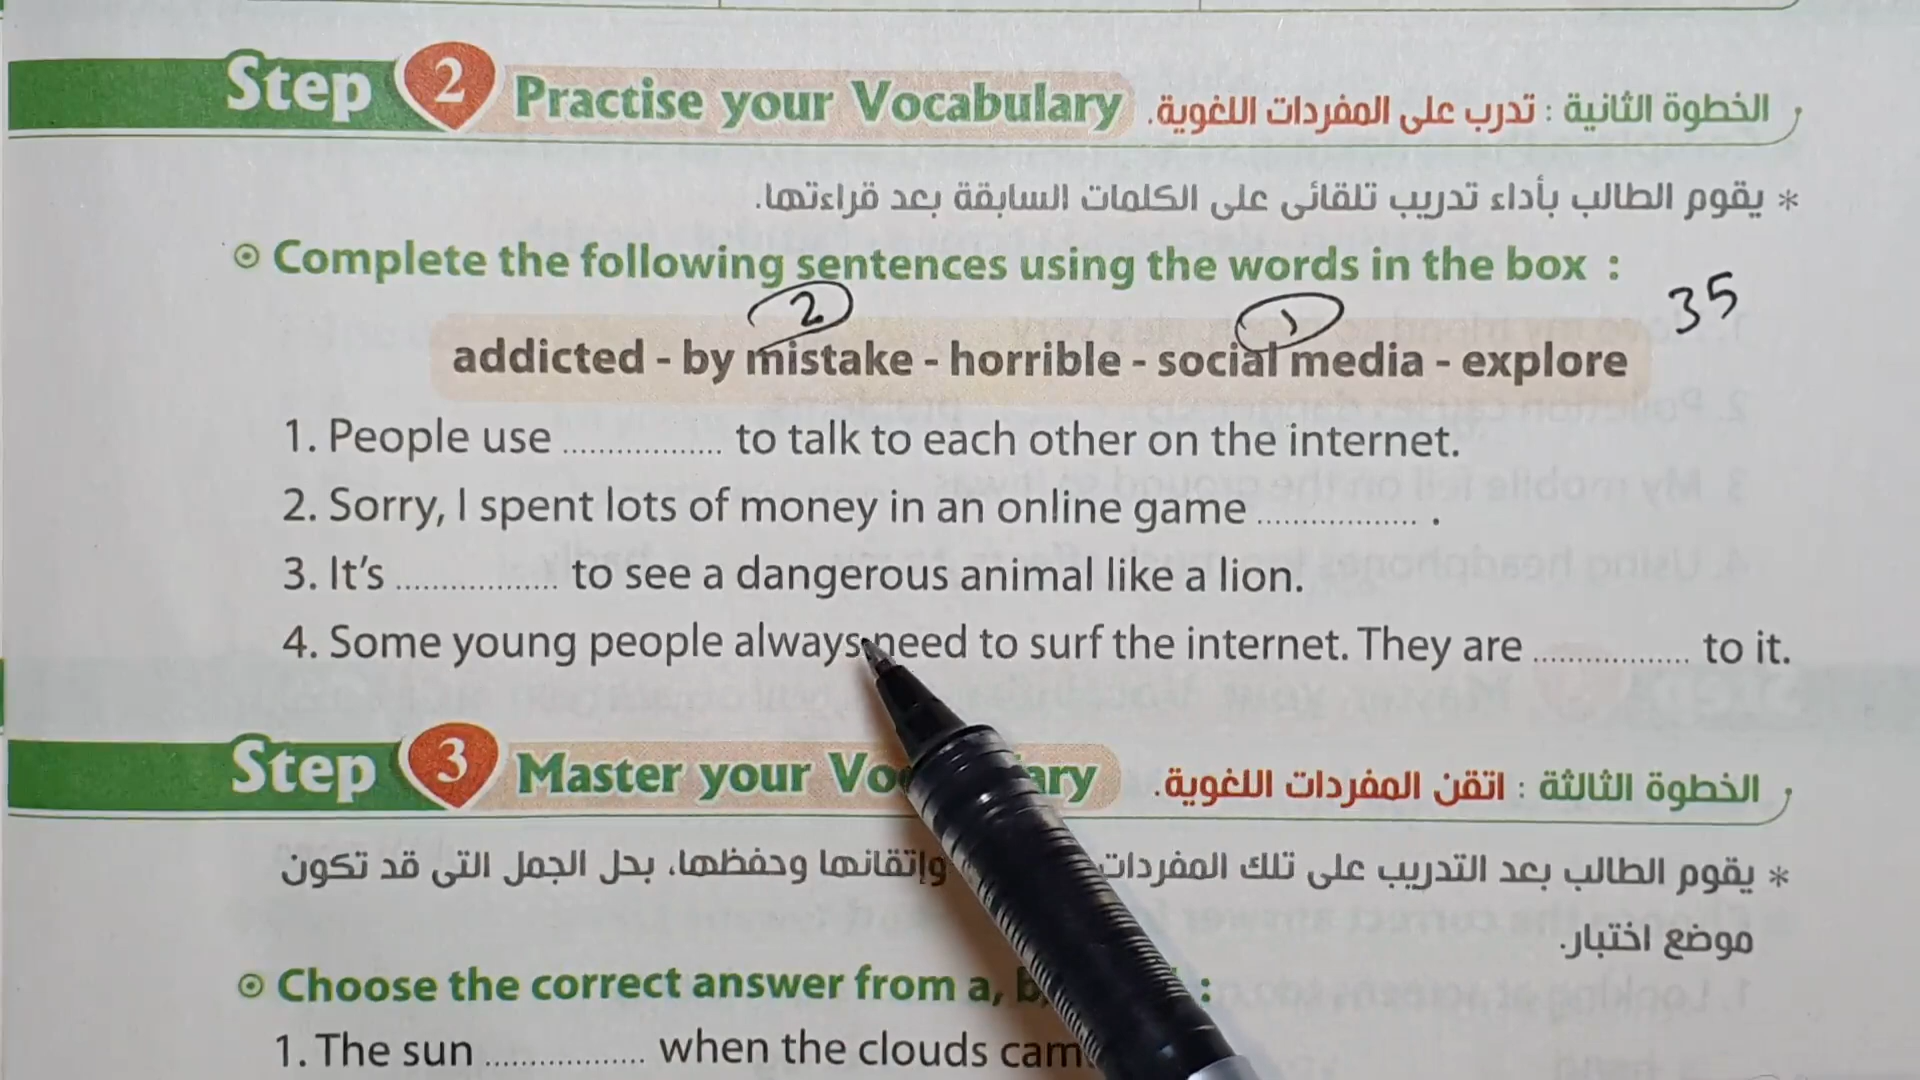 Step 2 Practise your Vocabulary الخطوة الثانية : تدرب على المفردات اللغوية.
* يقوم الطالب بأداء تدريب تلقائى على الكلمات السابقة بعد قراءتها.
Complete the following sentences using the words in the box :
2 1 35
addicted - by mistake - horrible - social media - explore
1. People use ................ to talk to each other on the internet.
2. Sorry, I spent lots of money in an online game ................ .
3. It's ................ to see a dangerous animal like a lion.
4. Some young people always need to surf the internet. They are ................ to it.
Step 3 Master your الخطوة الثالثة : اتقن المفردات اللغوية.
* يقوم الطالب بعد التدريب على تلك المفردات وإتقانها وحفظها، بحل الجمل التى قد تكون
موضع اختبار.
Choose the correct answer from a, :
1. The sun ................ when the clouds